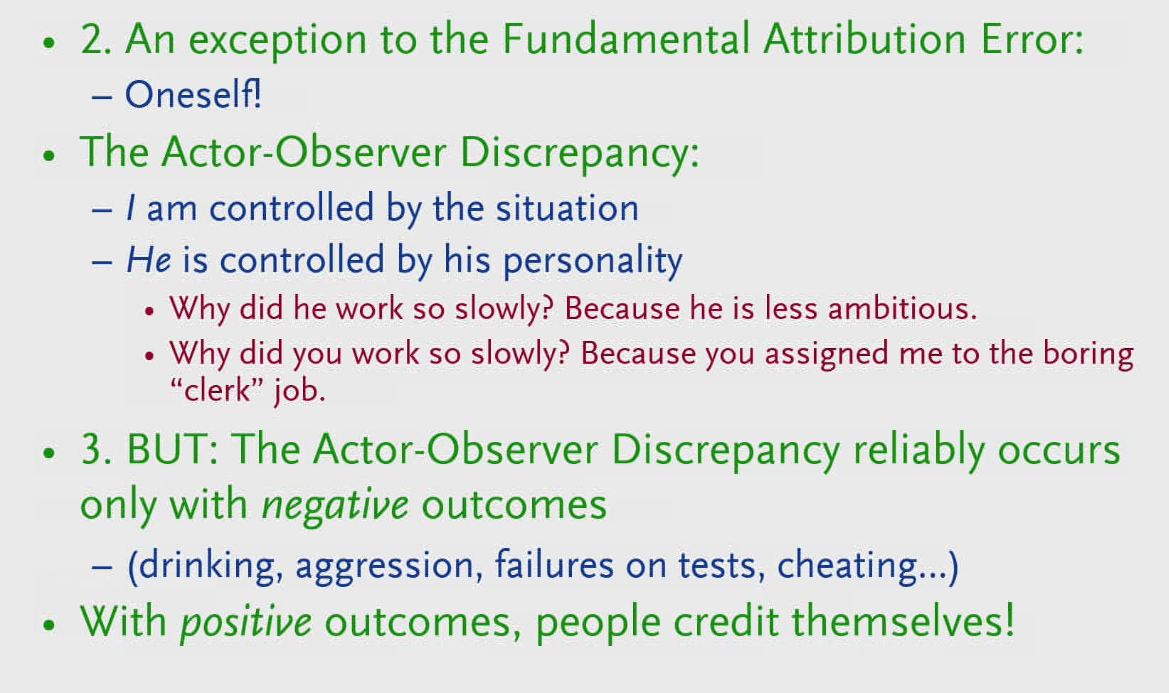 • 2. An exception to the Fundamental Attribution Error:
– Oneself!
• The Actor-Observer Discrepancy:
– I am controlled by the situation
– He is controlled by his personality
• Why did he work so slowly? Because he is less ambitious.
• Why did you work so slowly? Because you assigned me to the boring
“clerk” job.
• 3. BUT: The Actor-Observer Discrepancy reliably occurs
only with negative outcomes
– (drinking, aggression, failures on tests, cheating...)
• With positive outcomes, people credit themselves!